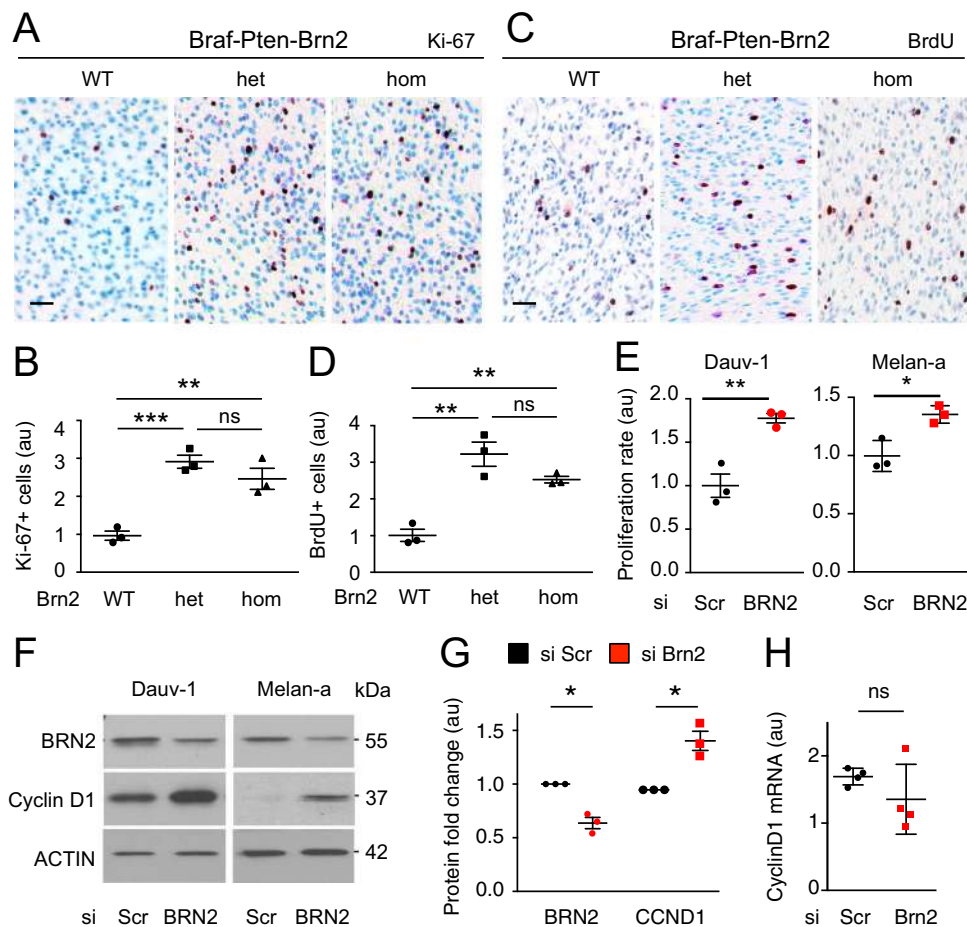 A
Braf-Pten-Brn2 Ki-67
WT het hom
C
Braf-Pten-Brn2 BrdU
WT het hom
B
Ki-67+ cells (au)
4
3
2
1
0
** 
*** ns
Brn2 WT het hom
D
BrdU+ cells (au)
4
3
2
1
0
**
** ns
Brn2 WT het hom
E
Proliferation rate (au)
Dauv-1
**
2.0
1.5
1.0
0.5
0.0
Melan-a
*
1.5
1.0
0.5
0.0
si Scr BRN2 Scr BRN2
F
Dauv-1 Melan-a kDa
BRN2 55
Cyclin D1 37
ACTIN 42
si Scr BRN2 Scr BRN2
G
si Scr si Brn2
Protein fold change (au)
* *
1.5
1.0
0.5
0.0
BRN2 CCND1
H
CyclinD1 mRNA (au)
ns
2
1
0
si Scr Brn2